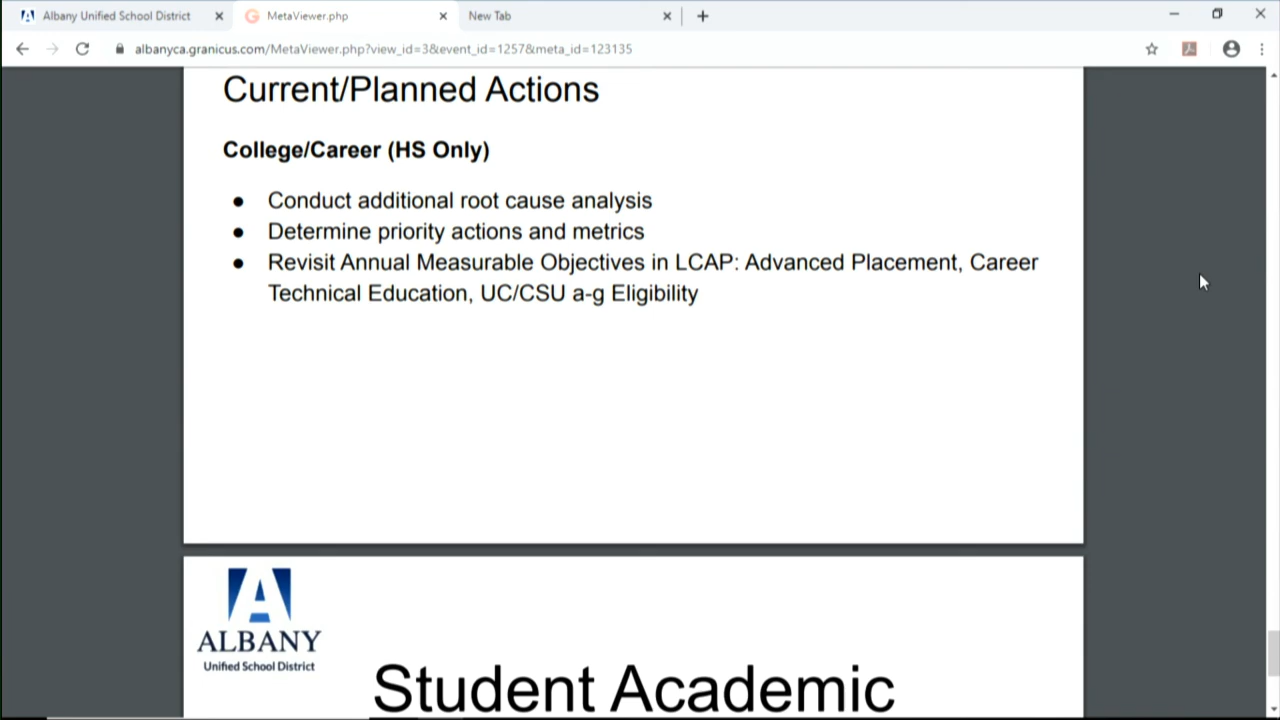 Albany Unified School District
MetaViewer.php
New Tab
albanyca.granicus.com/MetaViewer.php?view_id=3&event_id=1257&meta_id=123135
Current/Planned Actions
College/Career (HS Only)
● Conduct additional root cause analysis
● Determine priority actions and metrics
● Revisit Annual Measurable Objectives in LCAP: Advanced Placement, Career
Technical Education, UC/CSU a-g Eligibility
A
ALBANY
Unified School District
Student Academic